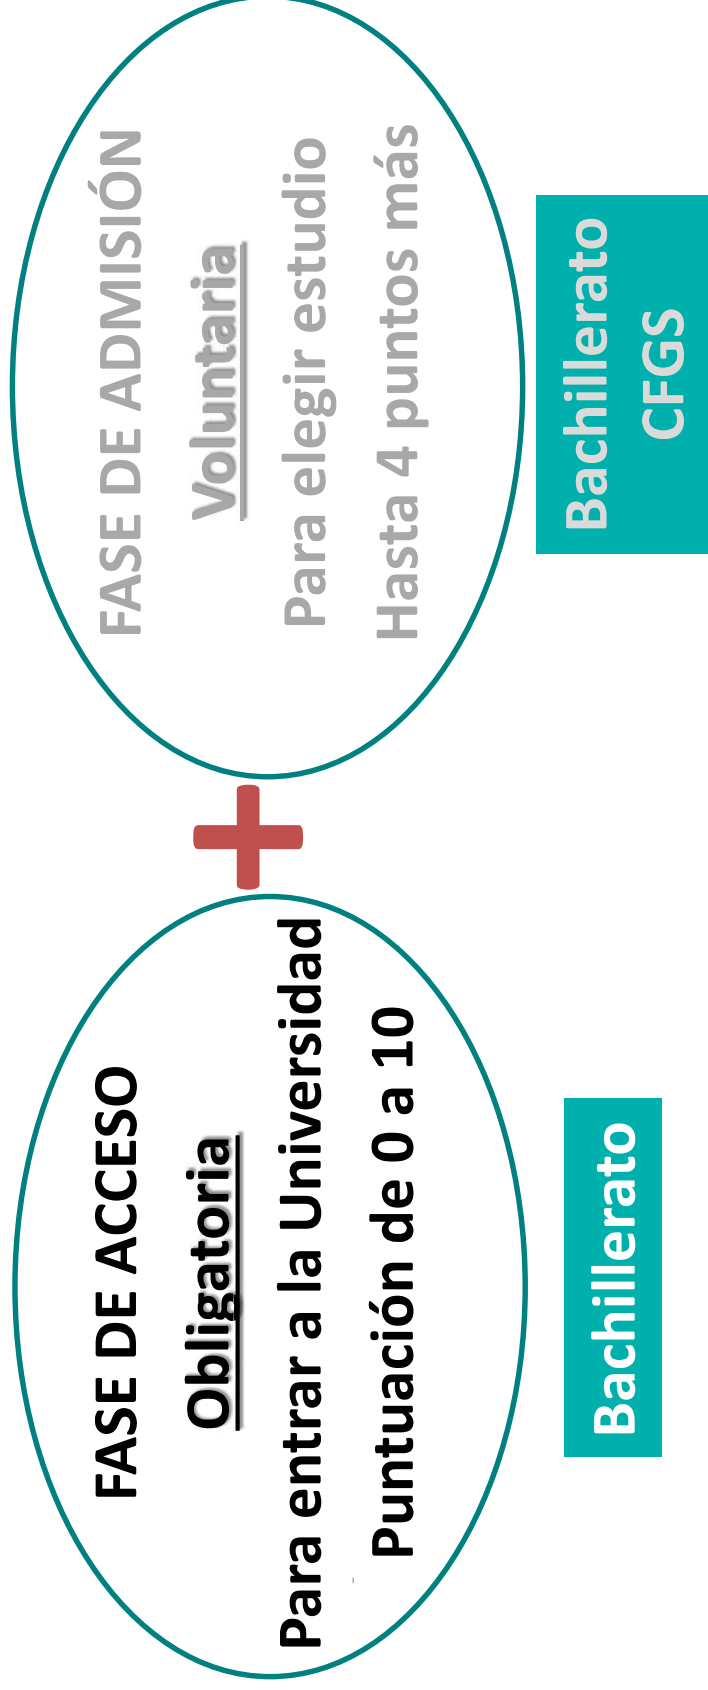 FASE DE ACCESO
Obligatoria
Para entrar a la Universidad
Puntuación de 0 a 10
Bachillerato
+
FASE DE ADMISIÓN
Voluntaria
Para elegir estudio
Hasta 4 puntos más
Bachillerato
CFGS